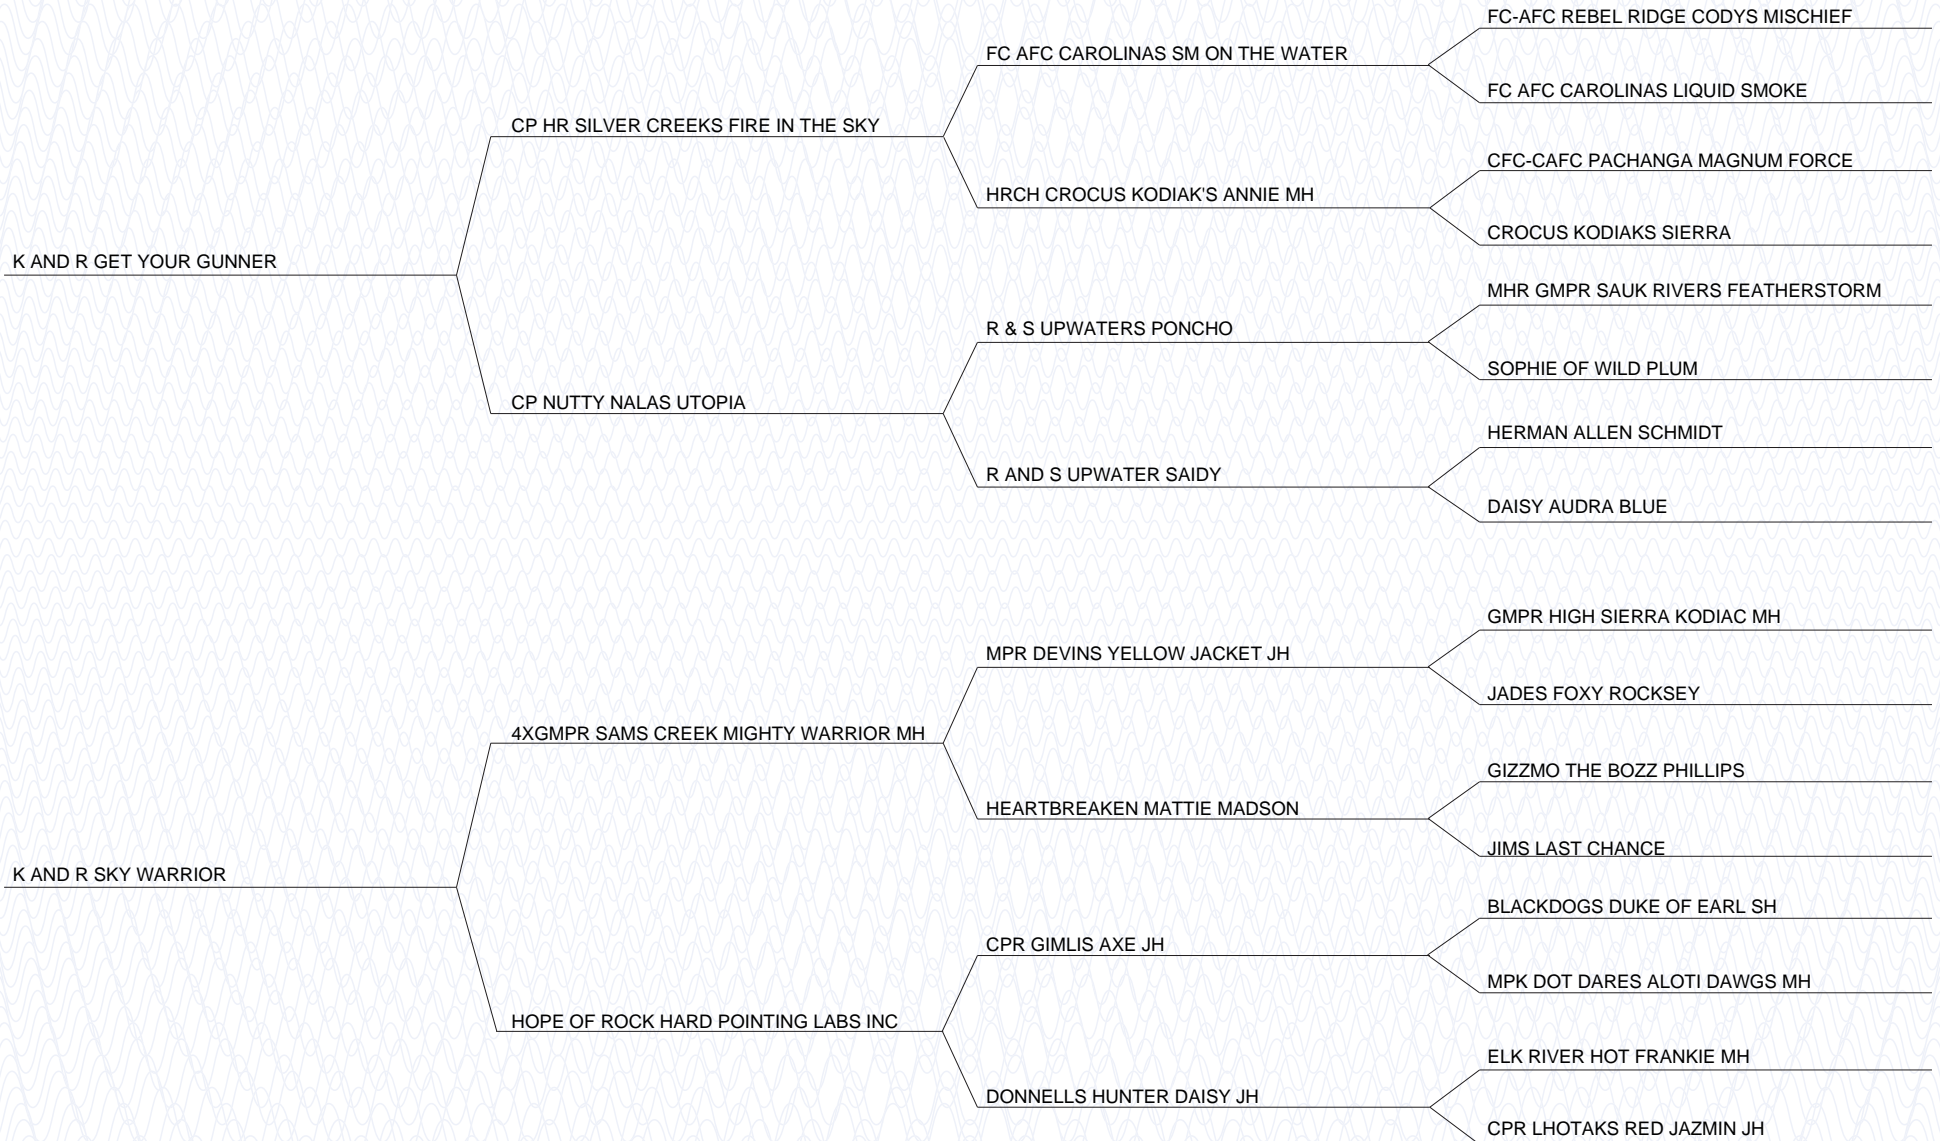 FC-AFC REBEL RIDGE CODYS MISCHIEF
FC AFC CAROLINAS SM ON THE WATER
FC AFC CAROLINAS LIQUID SMOKE
CP HR SILVER CREEKS FIRE IN THE SKY
CFC-CAFC PACHANGA MAGNUM FORCE
HRCH CROCUS KODIAK'S ANNIE MH
CROCUS KODIAKS SIERRA
K AND R GET YOUR GUNNER
MHR GMPR SAUK RIVERS FEATHERSTORM
R & S UPWATERS PONCHO
SOPHIE OF WILD PLUM
CP NUTTY NALAS UTOPIA
HERMAN ALLEN SCHMIDT
R AND S UPWATER SAIDY
DAISY AUDRA BLUE
GMPR HIGH SIERRA KODIAC MH
MPR DEVINS YELLOW JACKET JH
JADES FOXY ROCKSEY
4XGMPR SAMS CREEK MIGHTY WARRIOR MH
GIZZMO THE BOZZ PHILLIPS
HEARTBREAKEN MATTIE MADSON
JIMS LAST CHANCE
K AND R SKY WARRIOR
BLACKDOGS DUKE OF EARL SH
CPR GIMLIS AXE JH
MPK DOT DARES ALOTI DAWGS MH
HOPE OF ROCK HARD POINTING LABS INC
ELK RIVER HOT FRANKIE MH
DONNELLS HUNTER DAISY JH
CPR LHOTAKS RED JAZMIN JH